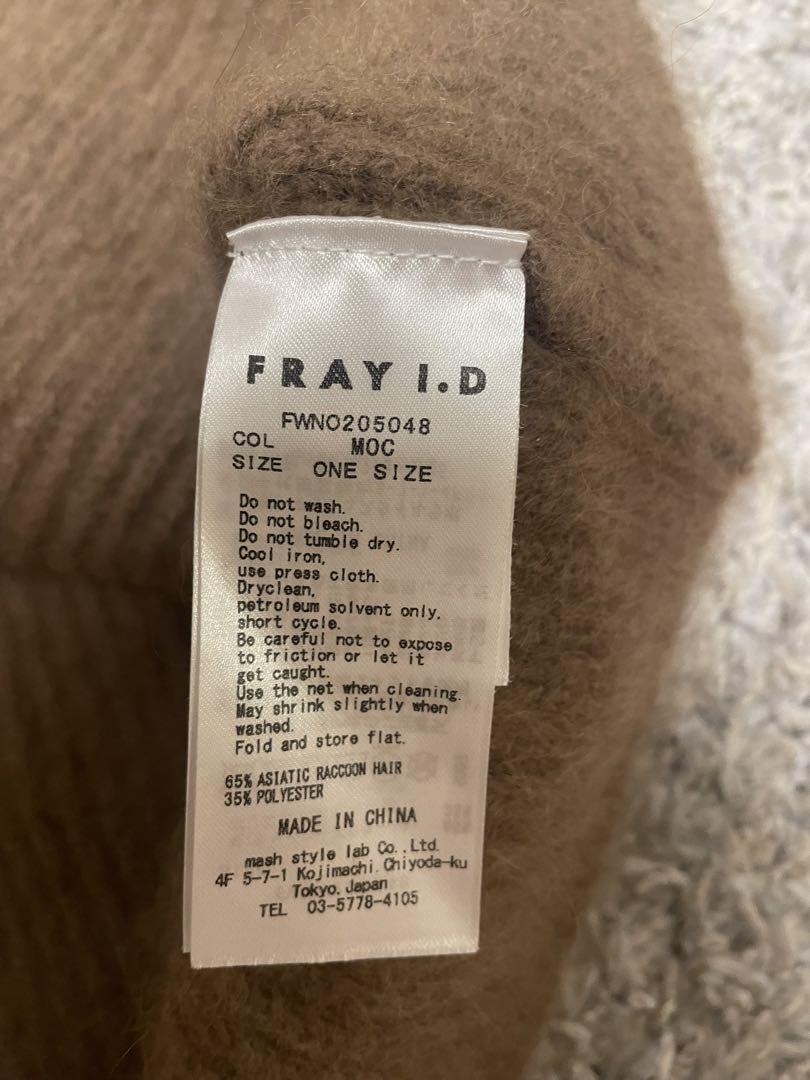 FRAY I.D
FWNO205048
COL MOC
SIZE ONE SIZE
Do not wash.
Do not bleach.
Do not tumble dry.
Cool iron,
use press cloth.
Dryclean,
petroleum solvent only,
short cycle.
Be careful not to expose
to friction or let it
get caught.
Use the net when cleaning.
May shrink slightly when
washed.
Fold and store flat.
65% ASIATIC RACCOON HAIR
35% POLYESTER
MADE IN CHINA
mash style lab Co.,Ltd.
4F 5-7-1 Kojimachi, Chiyoda-ku
Tokyo, Japan
TEL 03-5778-4105